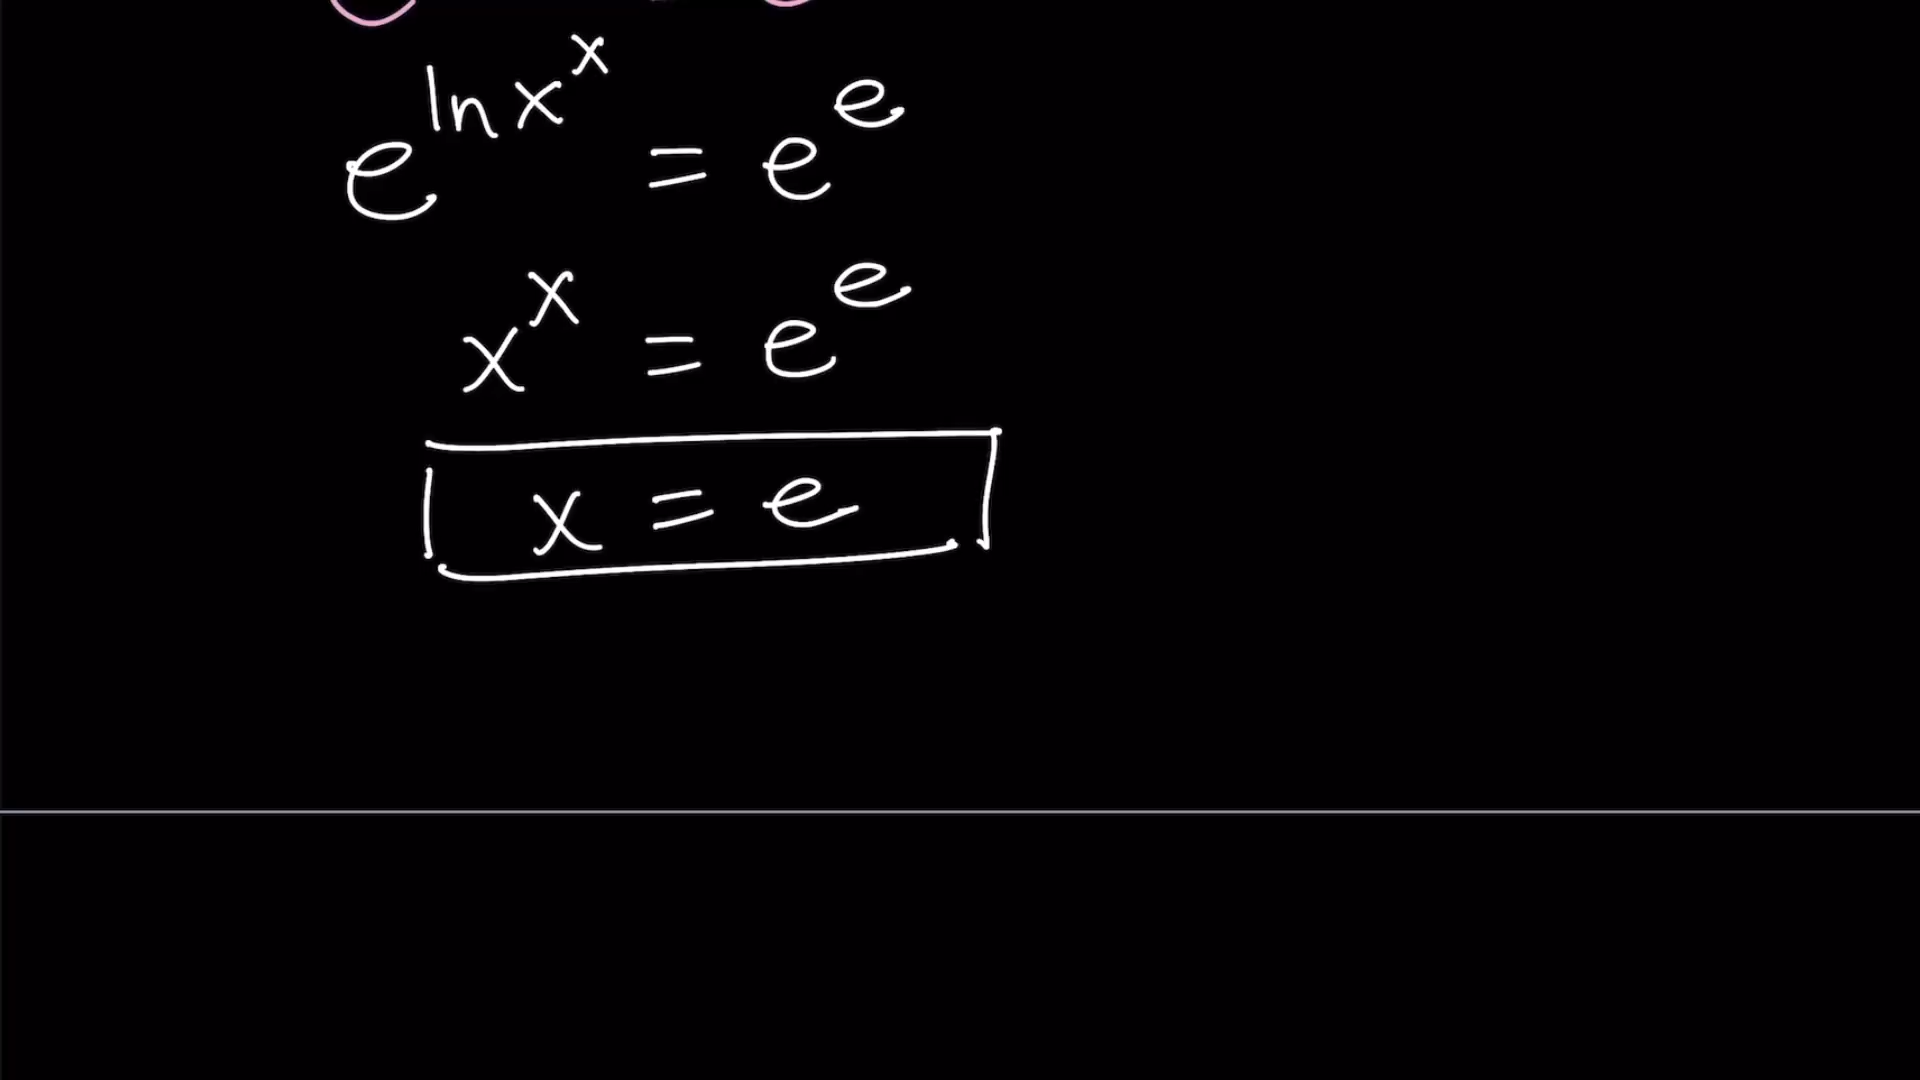 e^{ln x^x} = e^e
x^x = e^e
x = e